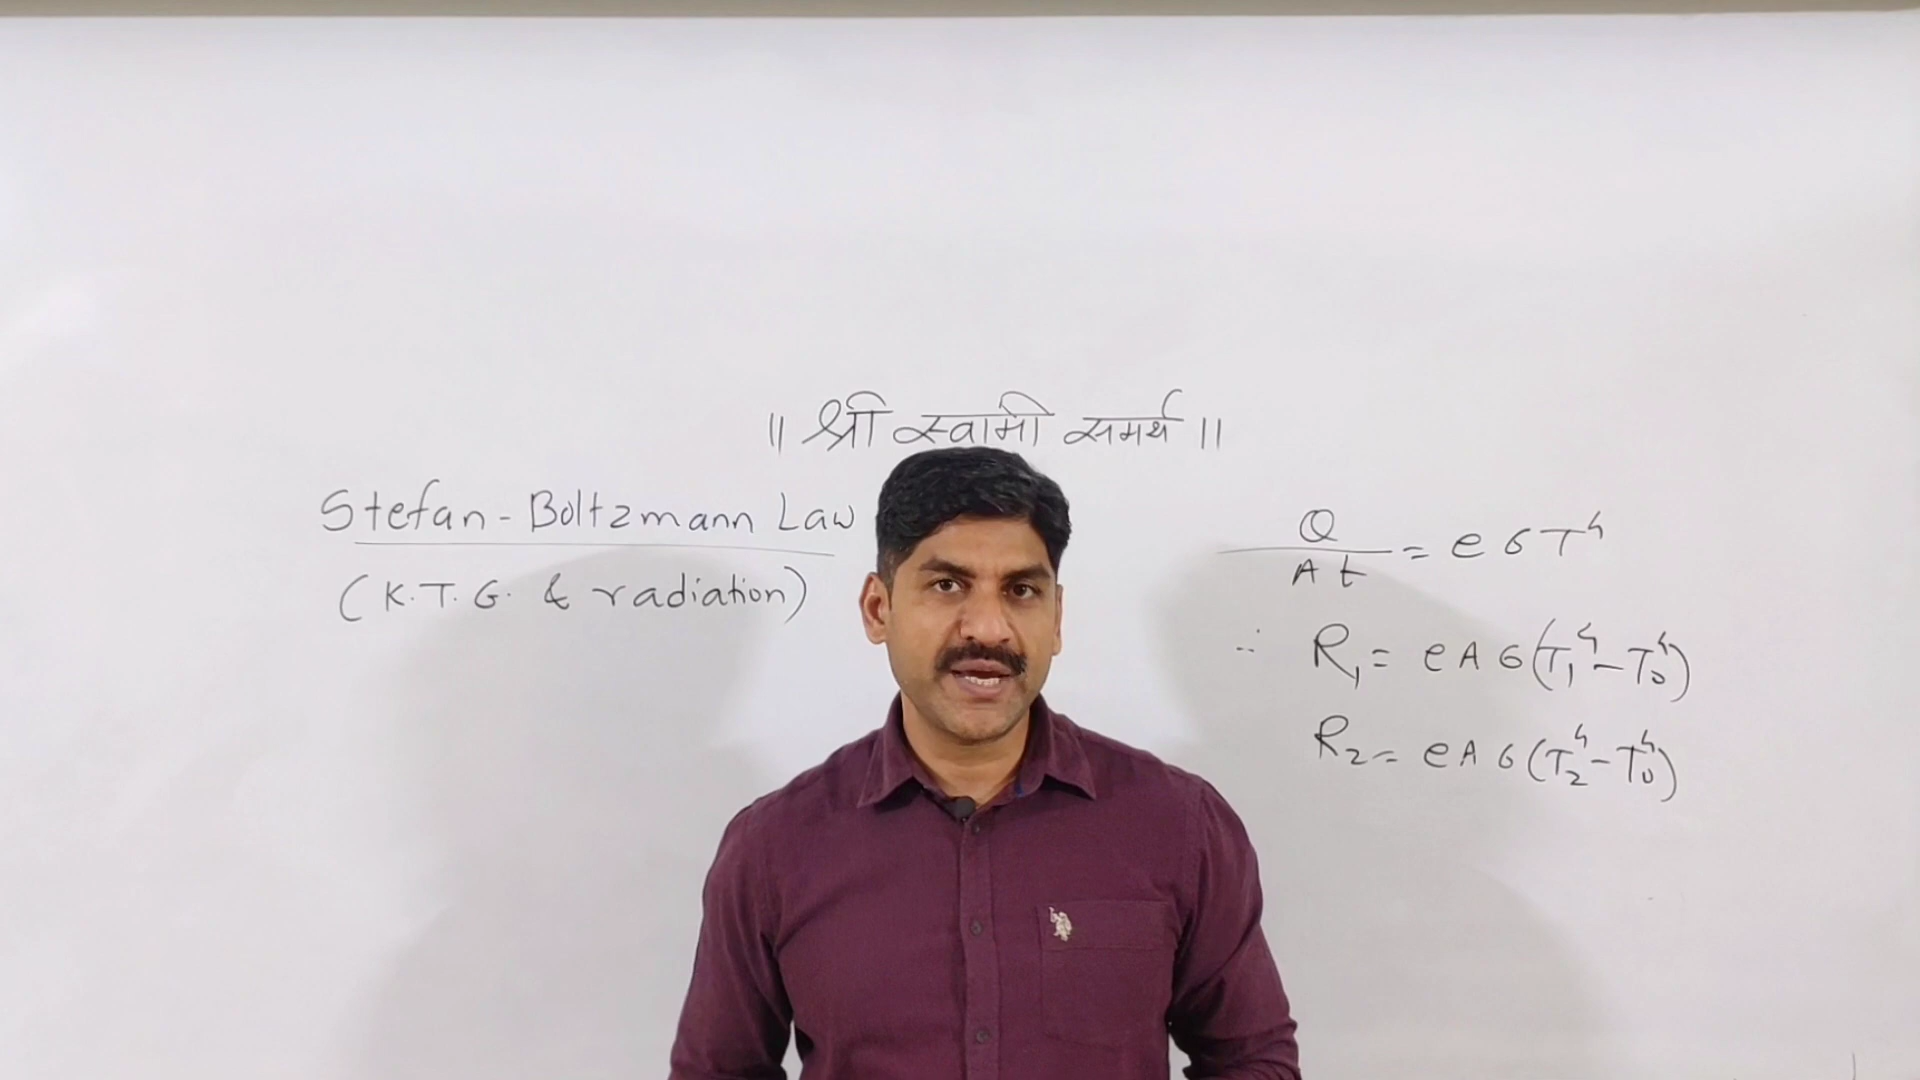 ॥ श्री स्वामी समर्थ ॥
Stefan-Boltzmann Law
(K.T.G. & radiation)
Q/At = eσT⁴
∴ R₁= eAσ(T₁⁴-T₀⁴)
R₂= eAσ(T₂⁴-T₀⁴)